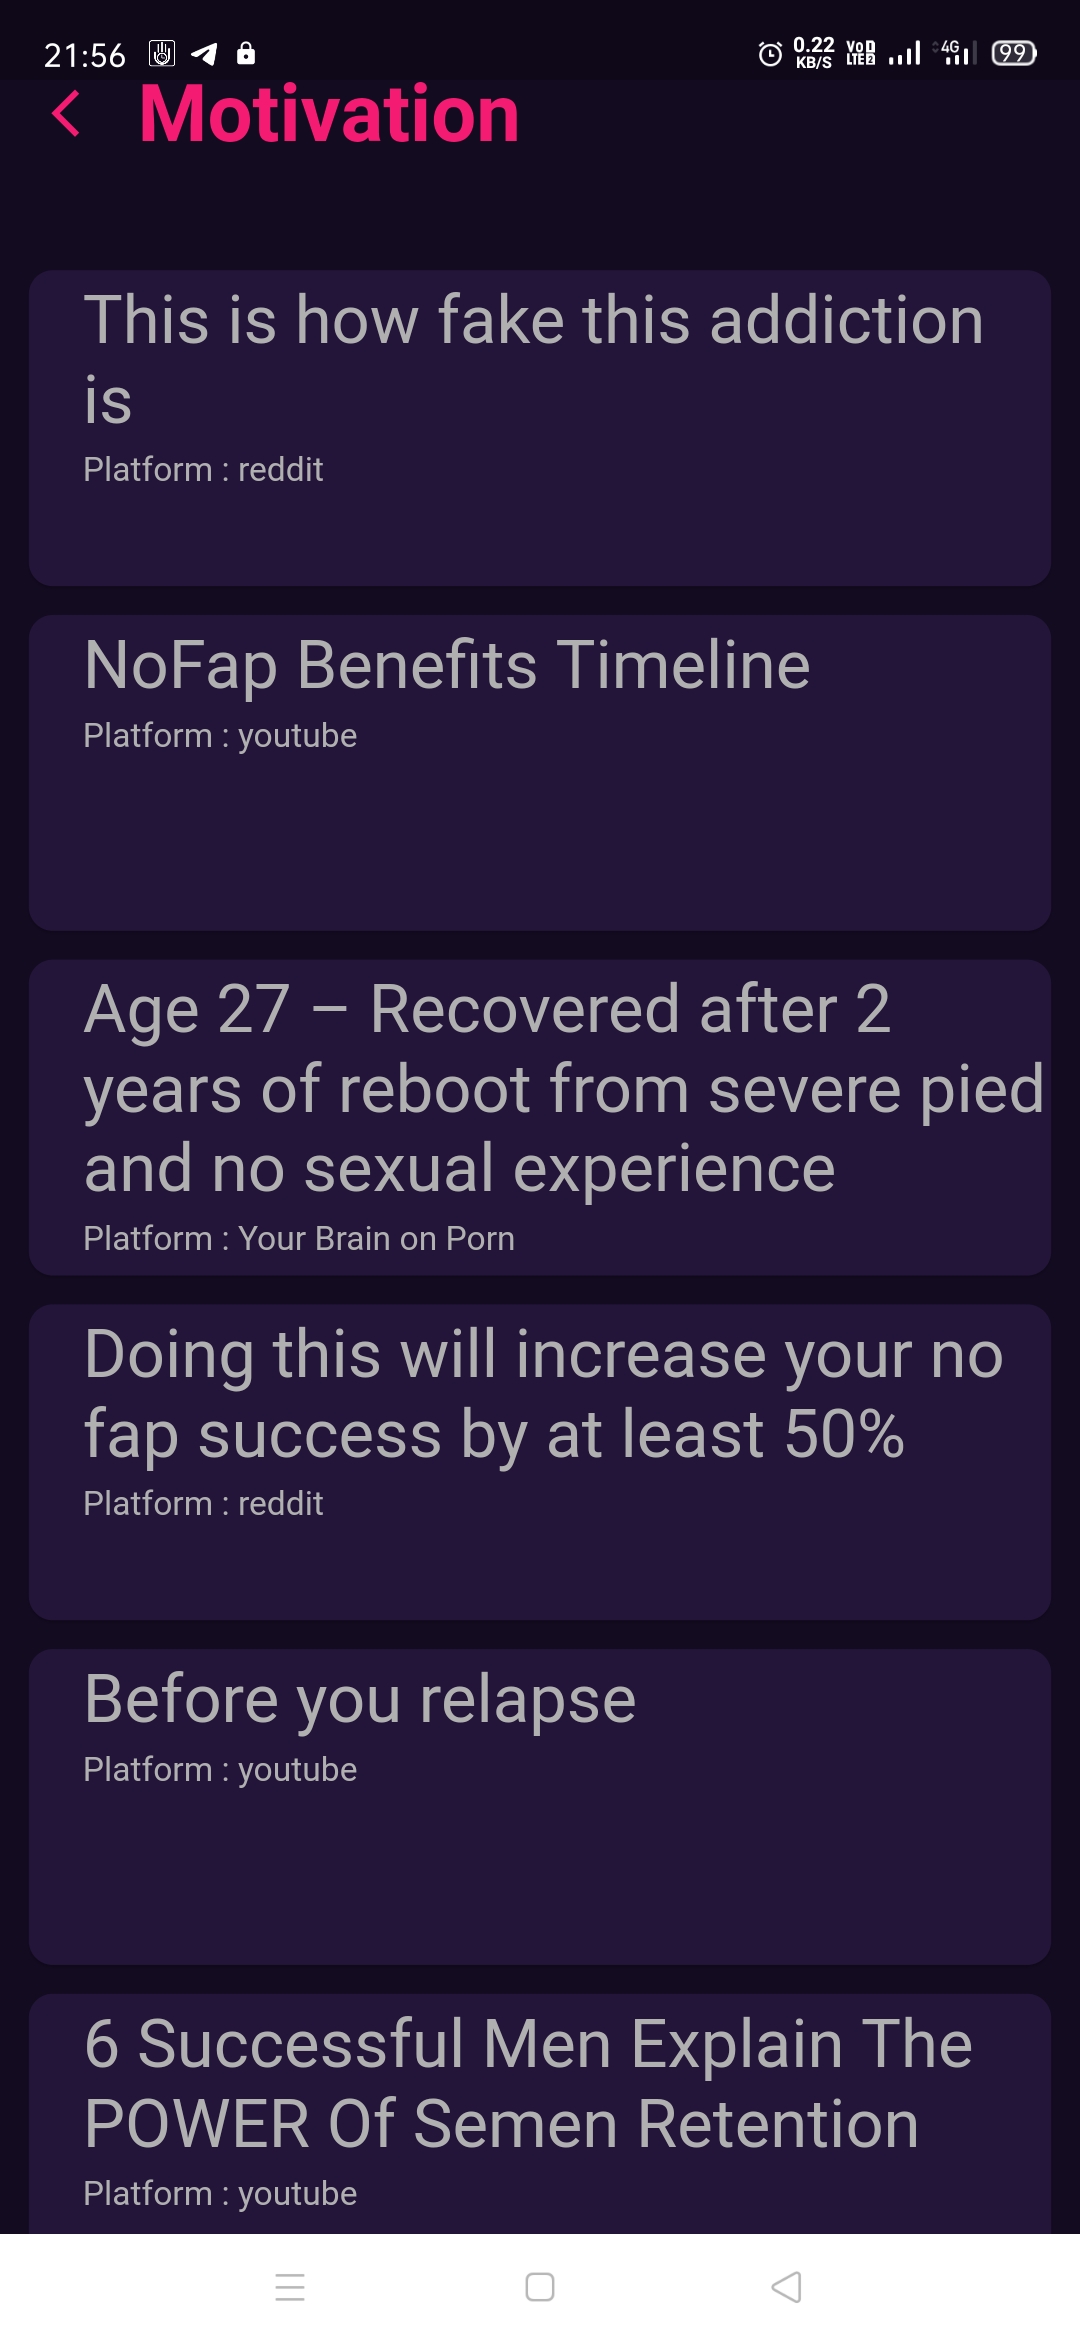 21:56
0.22
KB/S
VoD
LTE2
4G
99
Motivation
This is how fake this addiction
is
Platform : reddit
NoFap Benefits Timeline
Platform : youtube
Age 27 – Recovered after 2
years of reboot from severe pied
and no sexual experience
Platform : Your Brain on Porn
Doing this will increase your no
fap success by at least 50%
Platform : reddit
Before you relapse
Platform : youtube
6 Successful Men Explain The
POWER Of Semen Retention
Platform : youtube